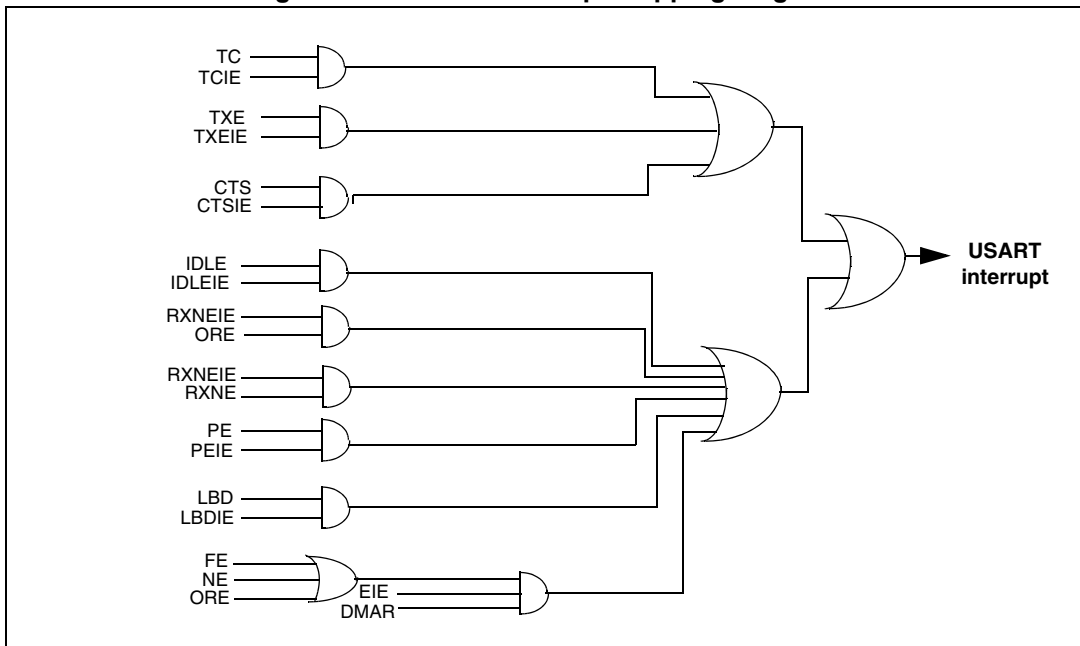 TC
TCIE
TXE
TXEIE
CTS
CTSIE
IDLE
IDLEIE
RXNEIE
ORE
RXNEIE
RXNE
PE
PEIE
LBD
LBDIE
FE
NE
ORE
EIE
DMAR
USART
interrupt